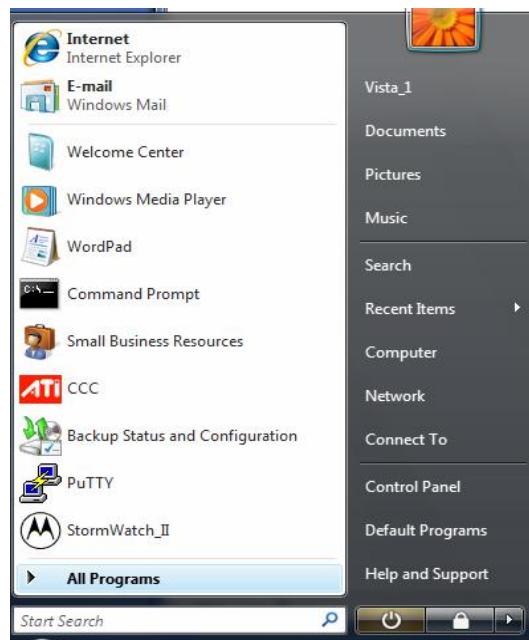 Internet
Internet Explorer
E-mail
Windows Mail
Welcome Center
Windows Media Player
WordPad
C:\
Command Prompt
Small Business Resources
ATI
CCC
Backup Status and Configuration
PuTTY
StormWatch_II
All Programs
Start Search
Vista_1
Documents
Pictures
Music
Search
Recent Items
Computer
Network
Connect To
Control Panel
Default Programs
Help and Support